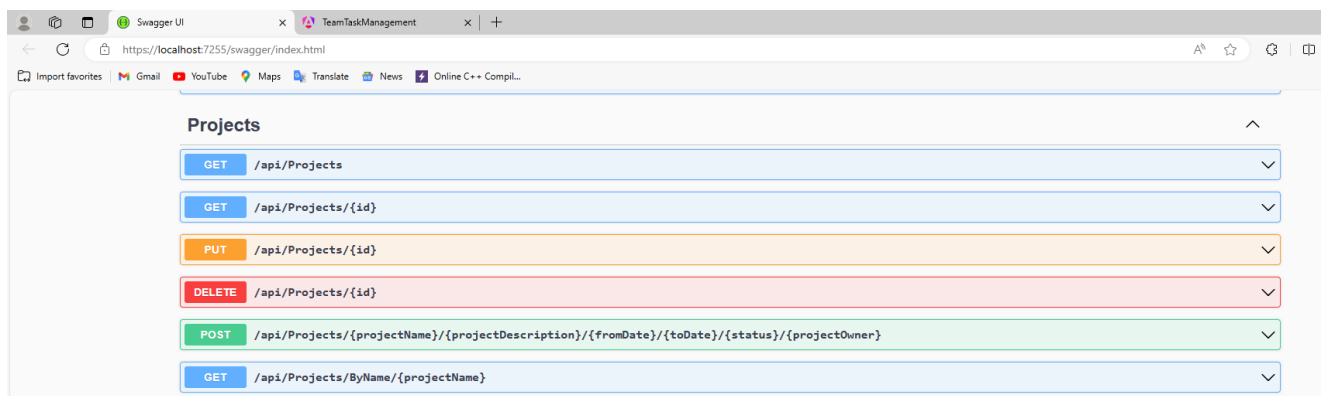 Swagger UI
TeamTaskManagement
https://localhost:7255/swagger/index.html
Import favorites Gmail YouTube Maps Translate News Online C++ Compil...
Projects
GET /api/Projects
GET /api/Projects/{id}
PUT /api/Projects/{id}
DELETE /api/Projects/{id}
POST /api/Projects/{projectName}/{projectDescription}/{fromDate}/{toDate}/{status}/{projectOwner}
GET /api/Projects/ByName/{projectName}